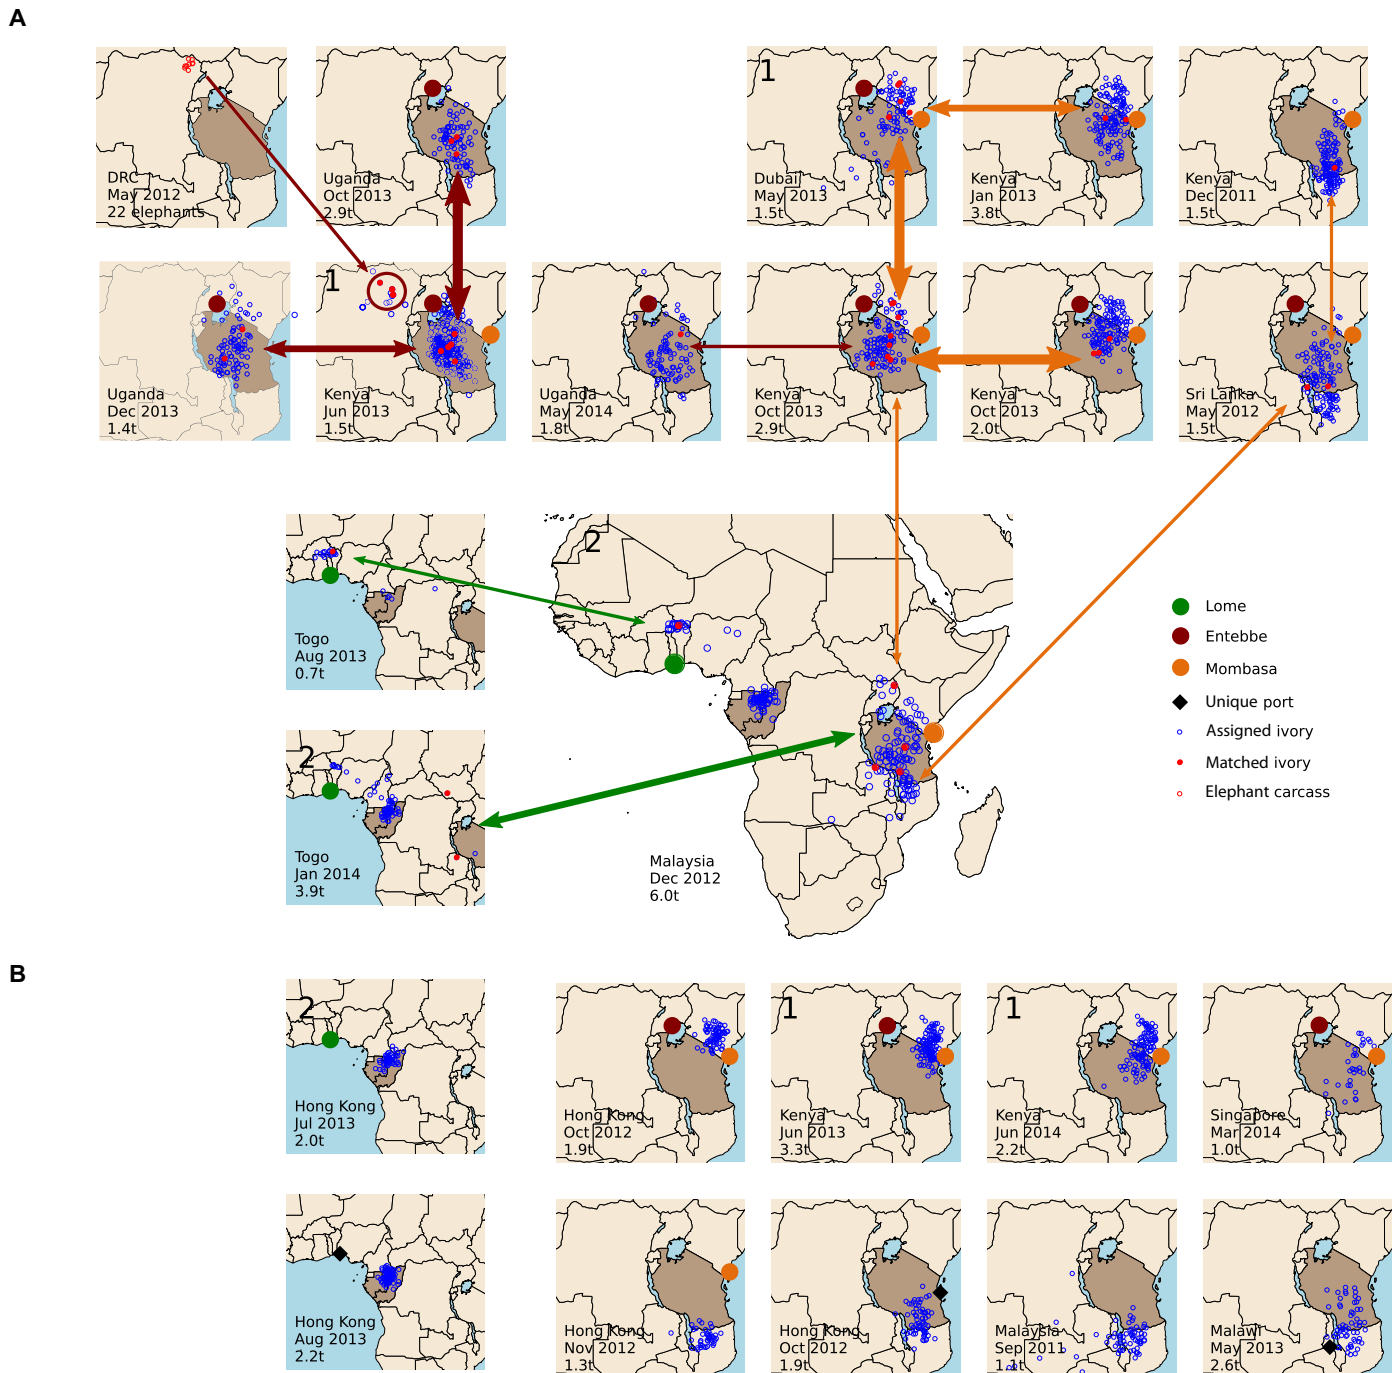 A
DRC
May 2012
22 elephants
Uganda
Oct 2013
2.9t
1
Dubai
May 2013
1.5t
Kenya
Jan 2013
3.8t
Kenya
Dec 2011
1.5t
Uganda
Dec 2013
1.4t
1
Kenya
Jun 2013
1.5t
Uganda
May 2014
1.8t
Kenya
Oct 2013
2.9t
Kenya
Oct 2013
2.0t
Sri Lanka
May 2012
1.5t
Togo
Aug 2013
0.7t
2
Malaysia
Dec 2012
6.0t
2
Togo
Jan 2014
3.9t
Lome
Entebbe
Mombasa
Unique port
Assigned ivory
Matched ivory
Elephant carcass
B
2
Hong Kong
Jul 2013
2.0t
Hong Kong
Oct 2012
1.9t
1
Kenya
Jun 2013
3.3t
1
Kenya
Jun 2014
2.2t
Singapore
Mar 2014
1.0t
Hong Kong
Aug 2013
2.2t
Hong Kong
Nov 2012
1.3t
Hong Kong
Oct 2012
1.9t
Malaysia
Sep 2011
1.1t
Malawi
May 2013
2.6t